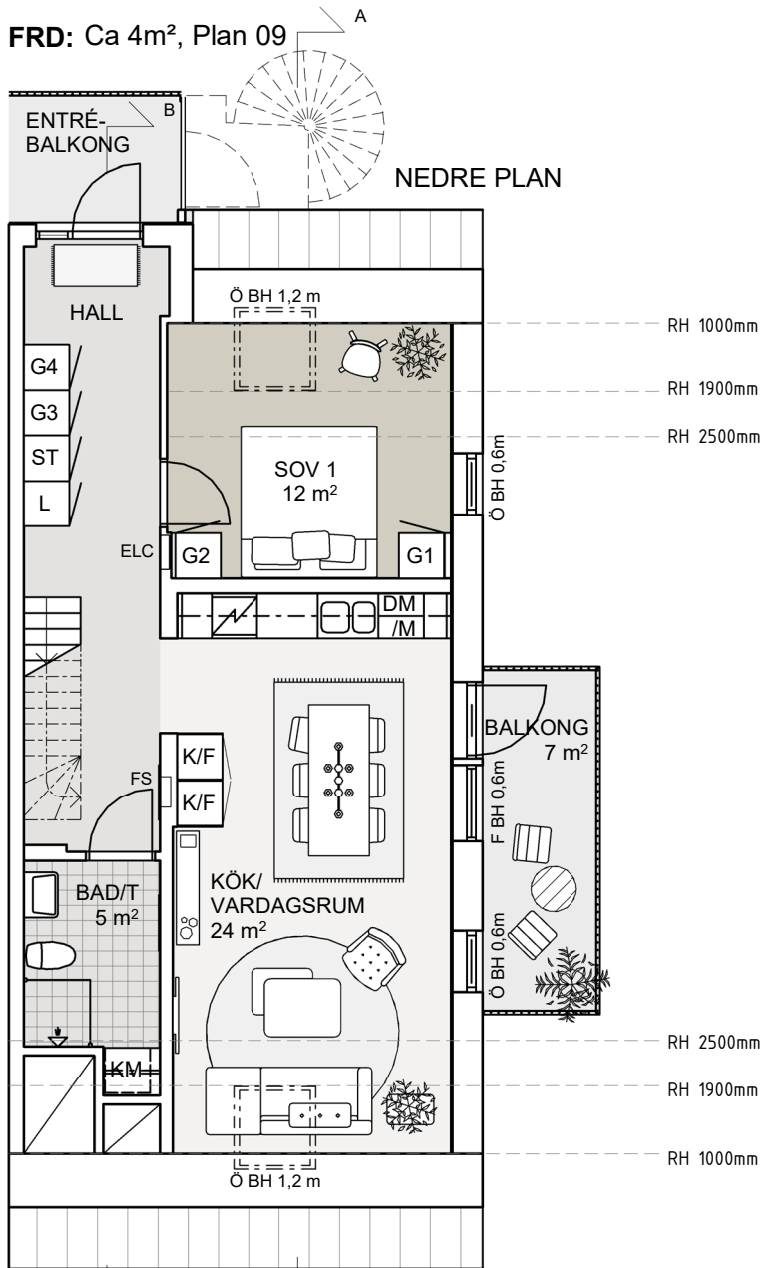 FRD: Ca 4m², Plan 09
A
B
ENTRÉ-
BALKONG
NEDRE PLAN
HALL
Ö BH 1,2 m
RH 1000mm
RH 1900mm
RH 2500mm
G4
G3
ST
L
SOV 1
12 m²
Ö BH 0,6m
ELC
G2
G1
DM
/M
BALKONG
7 m²
K/F
K/F
FS
F BH 0,6m
BAD/T
5 m²
KÖK/
VARDAGSRUM
24 m²
Ö BH 0,6m
KM
RH 2500mm
RH 1900mm
RH 1000mm
Ö BH 1,2 m